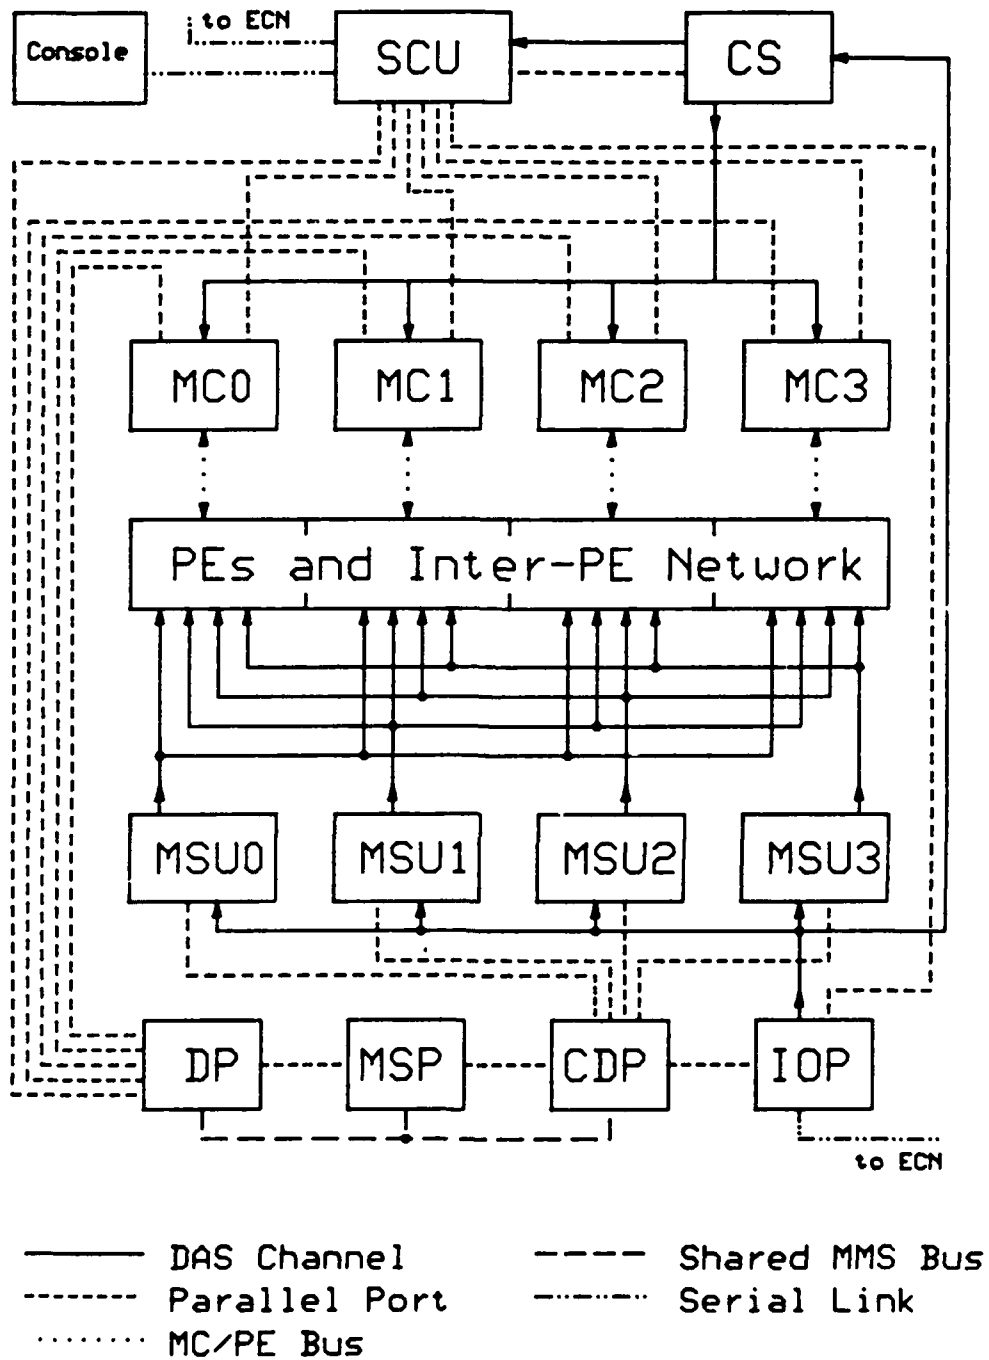 to ECN
Console
SCU
CS
MC0
MC1
MC2
MC3
PEs and Inter-PE Network
MSU0
MSU1
MSU2
MSU3
DP
MSP
CDP
IOP
to ECN
DAS Channel
Shared MMS Bus
Parallel Port
Serial Link
MC/PE Bus